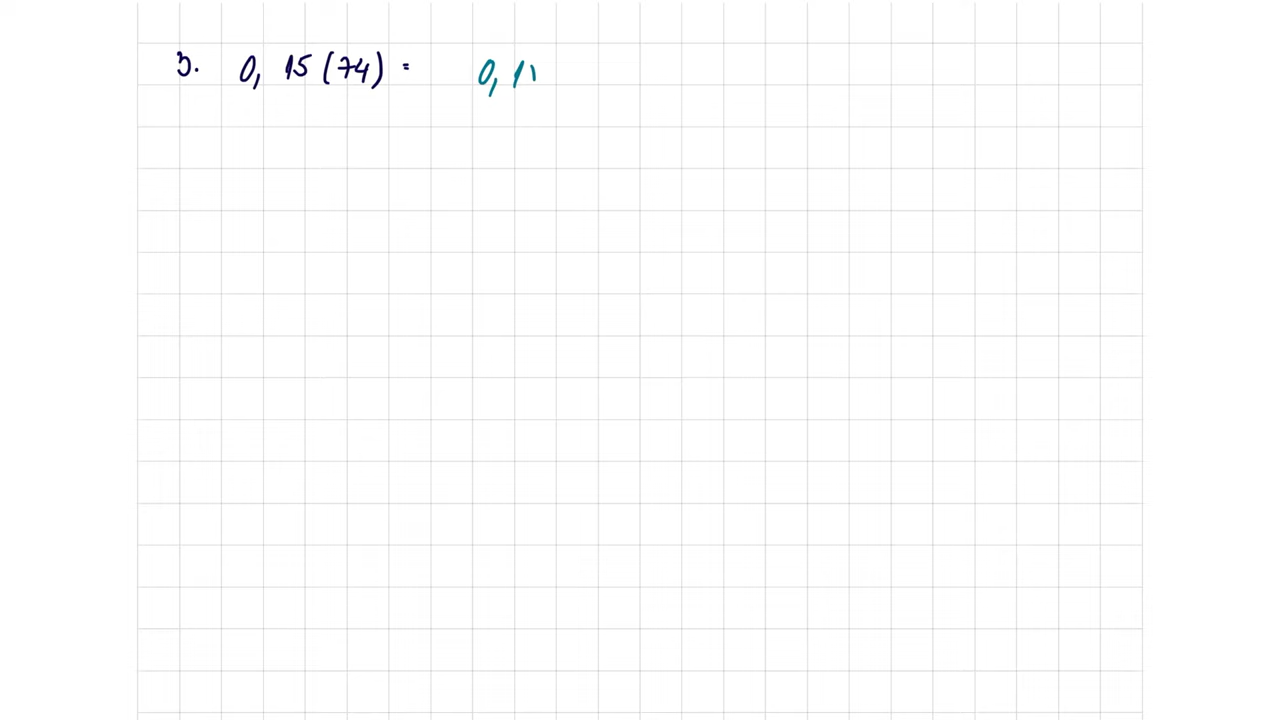 3. 0, 15 (74) = 0, 1